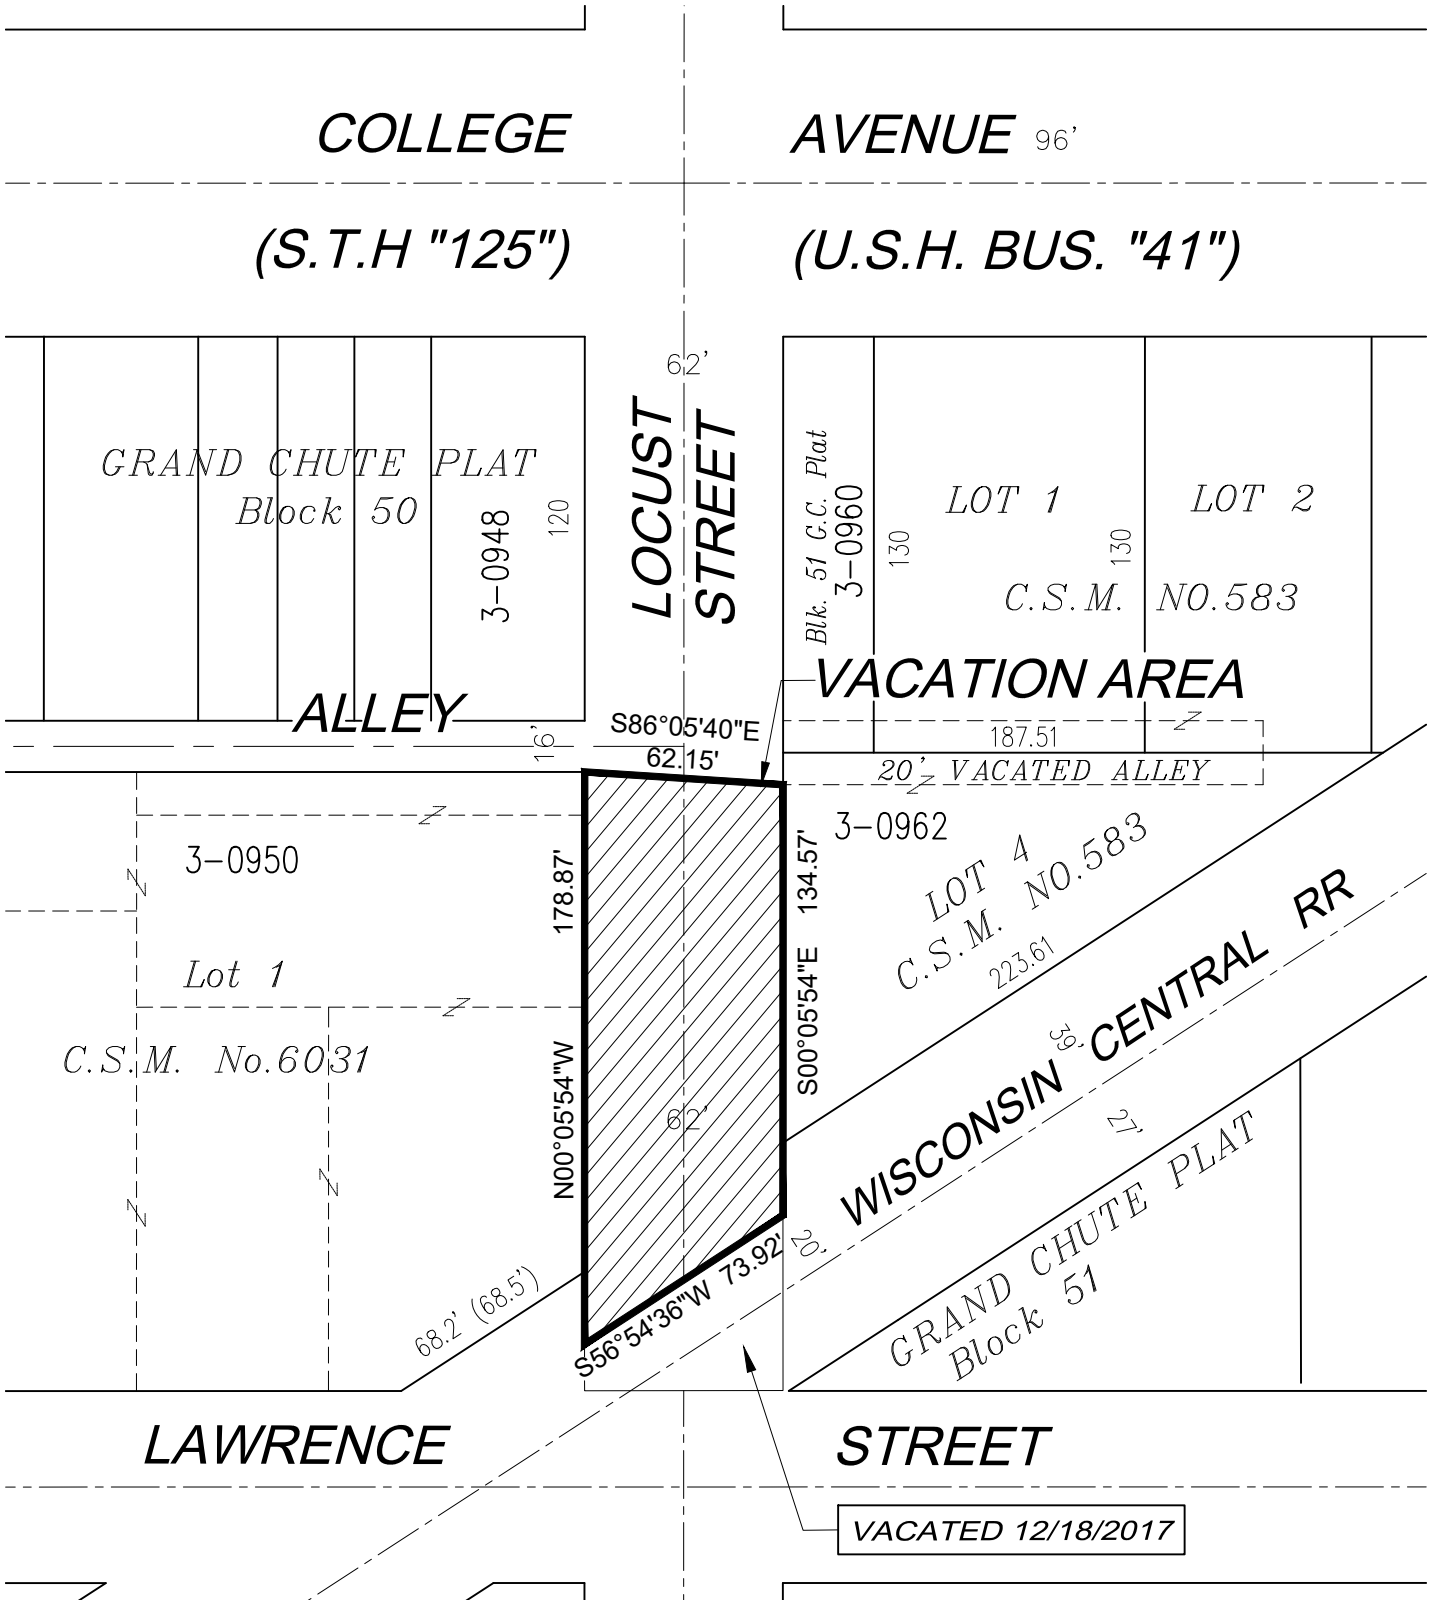 COLLEGE AVENUE 96'
(S.T.H "125") (U.S.H. BUS. "41")
62'
LOCUST
STREET
GRAND CHUTE PLAT
Block 50
3-0948
120
Blk. 51 G.C. Plat
3-0960
130
LOT 1
130
LOT 2
C.S.M. NO.583
VACATION AREA
ALLEY
16'
S86°05'40"E
62.15'
187.51
20' VACATED ALLEY
3-0950
178.87'
134.57'
3-0962
LOT 4
C.S.M. NO.583
223.61
Lot 1
C.S.M. No.6031
N00°05'54"W
S00°05'54"E
62'
WISCONSIN CENTRAL RR
39'
27'
20'
GRAND CHUTE PLAT
Block 51
68.2' (68.5')
S56°54'36"W 73.92'
LAWRENCE STREET
VACATED 12/18/2017